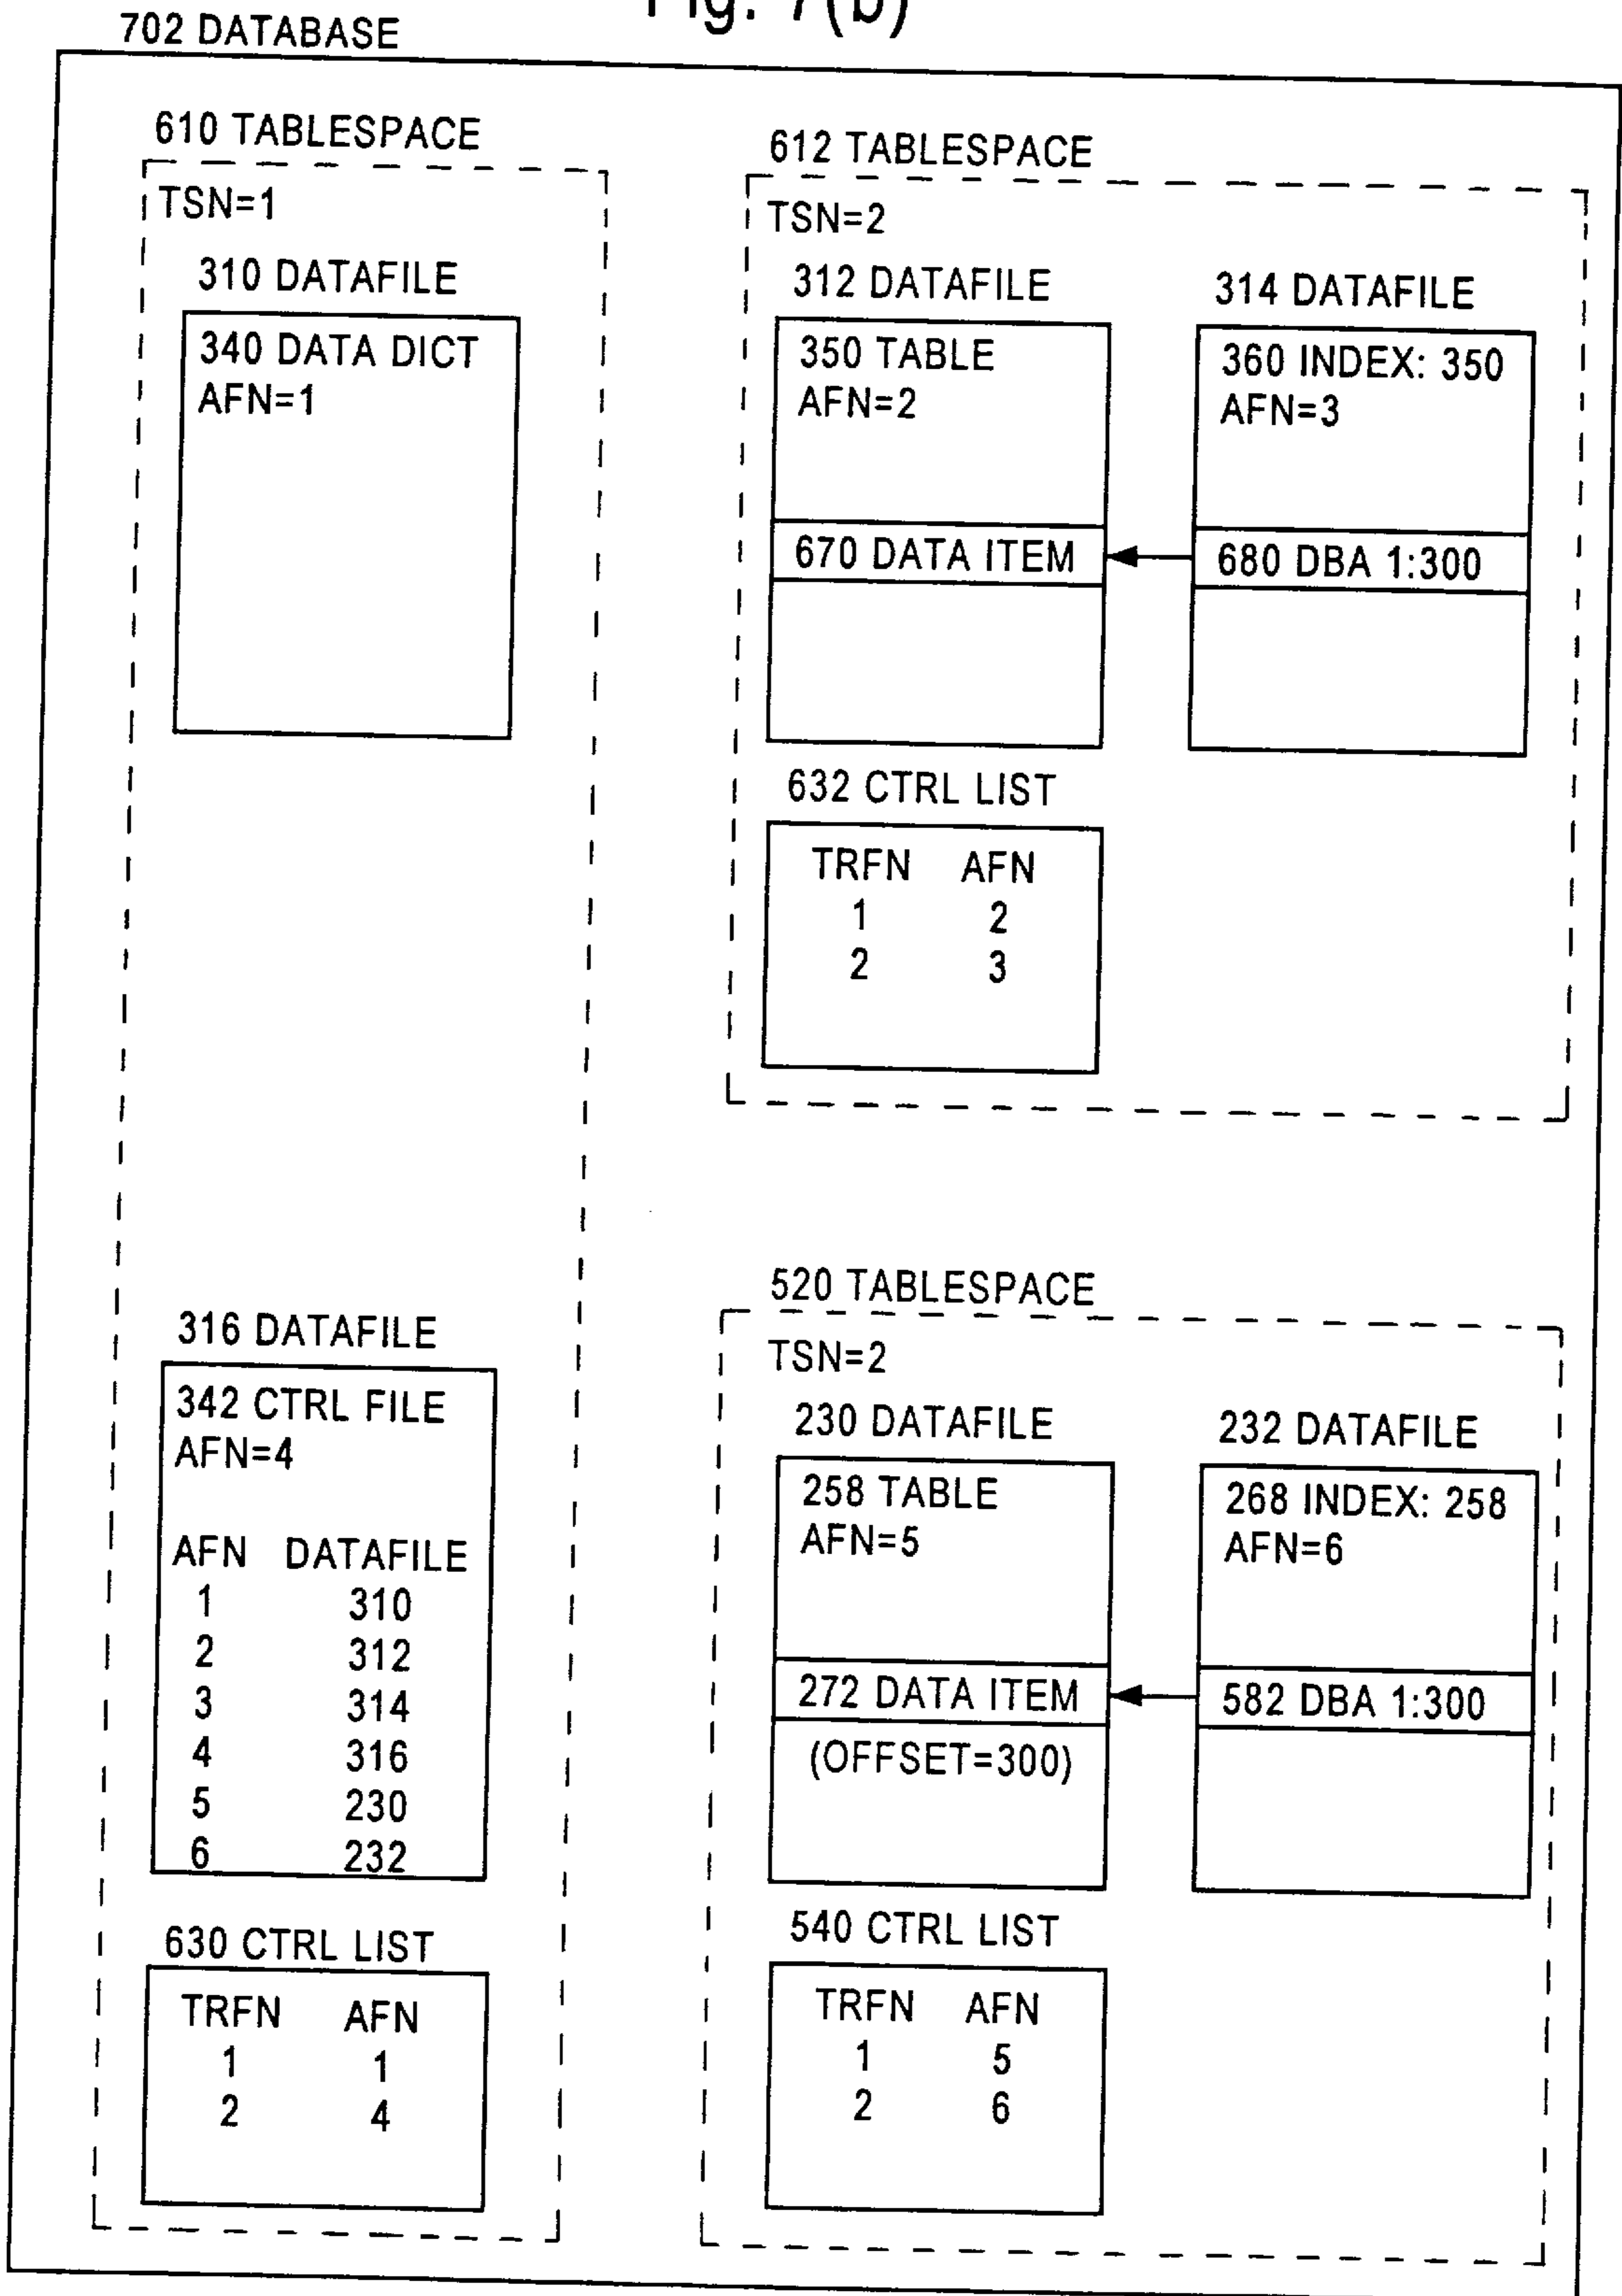 Fig. 7(b)
702 DATABASE
610 TABLESPACE
TSN=1
310 DATAFILE
340 DATA DICT
AFN=1
316 DATAFILE
342 CTRL FILE
AFN=4
AFN DATAFILE
1 310
2 312
3 314
4 316
5 230
6 232
630 CTRL LIST
TRFN AFN
1 1
2 4
612 TABLESPACE
TSN=2
312 DATAFILE
350 TABLE
AFN=2
670 DATA ITEM
314 DATAFILE
360 INDEX: 350
AFN=3
680 DBA 1:300
632 CTRL LIST
TRFN AFN
1 2
2 3
520 TABLESPACE
TSN=2
230 DATAFILE
258 TABLE
AFN=5
272 DATA ITEM
(OFFSET=300)
232 DATAFILE
268 INDEX: 258
AFN=6
582 DBA 1:300
540 CTRL LIST
TRFN AFN
1 5
2 6